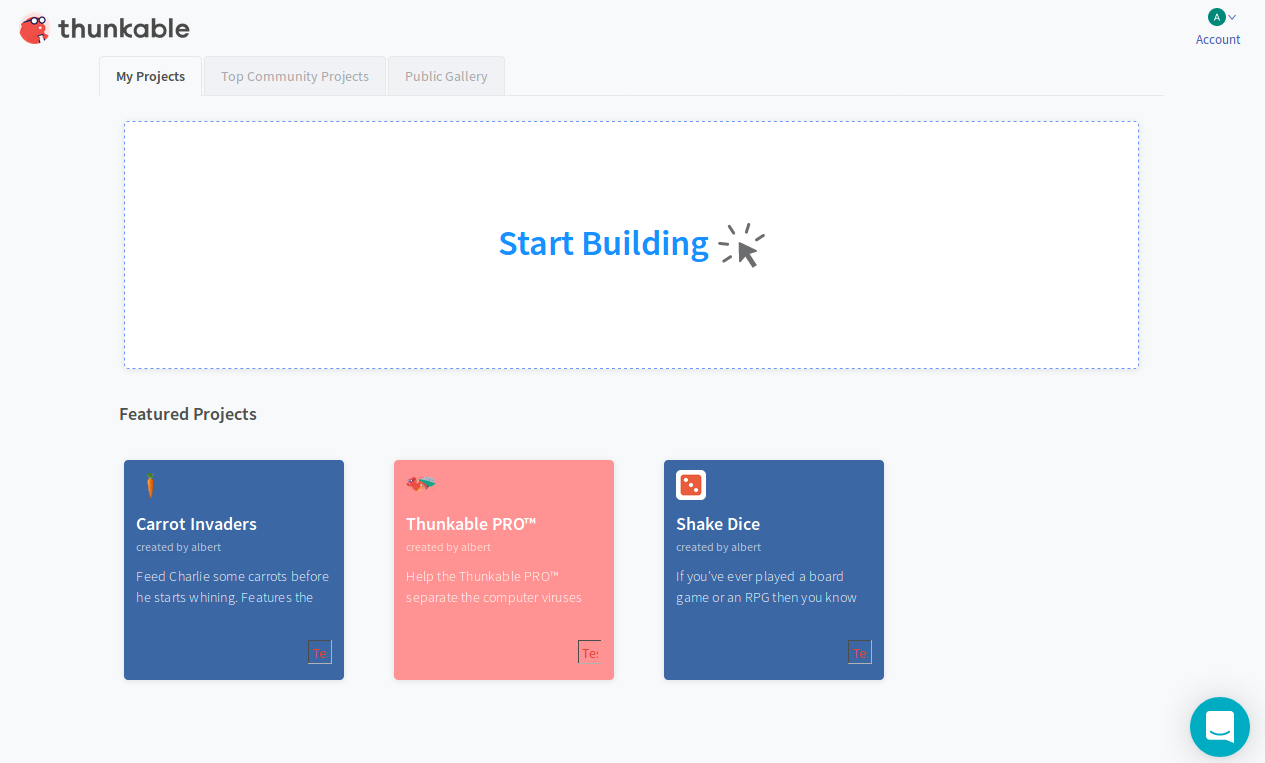 thunkable
A
Account
My Projects
Top Community Projects
Public Gallery
Start Building
Featured Projects
Carrot Invaders
created by albert
Feed Charlie some carrots before
he starts whining. Features the
Te
Thunkable PRO™
created by albert
Help the Thunkable PRO™
separate the computer viruses
Tes
Shake Dice
created by albert
If you've ever played a board
game or an RPG then you know
Te